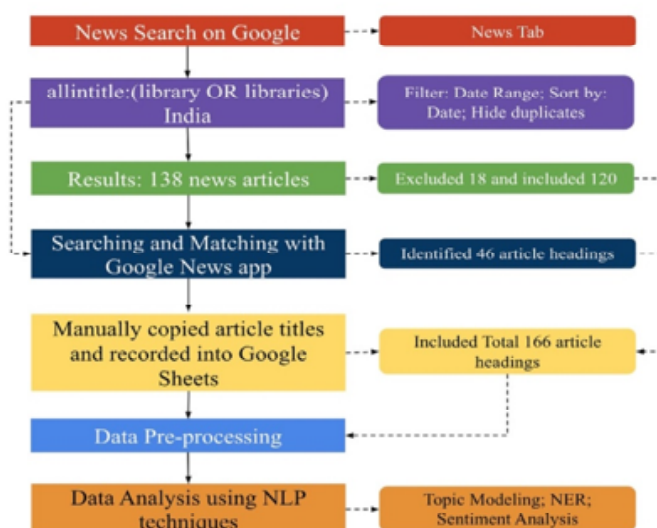 News Search on Google
News Tab
allintitle:(library OR libraries)
India
Filter: Date Range; Sort by:
Date; Hide duplicates
Results: 138 news articles
Excluded 18 and included 120
Searching and Matching with
Google News app
Identified 46 article headings
Manually copied article titles
and recorded into Google
Sheets
Included Total 166 article
headings
Data Pre-processing
Data Analysis using NLP
techniques
Topic Modeling; NER;
Sentiment Analysis